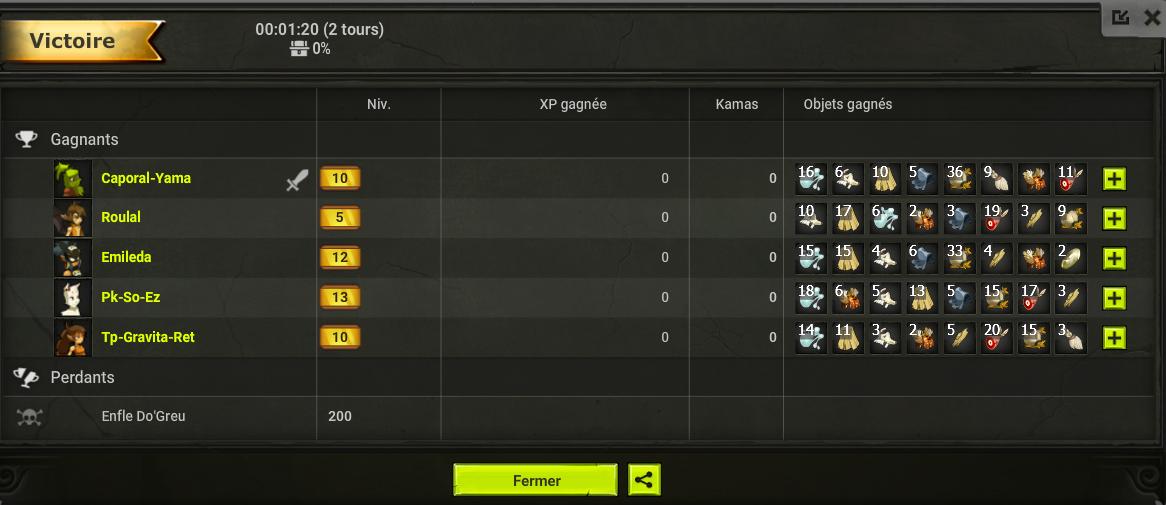 Victoire
00:01:20 (2 tours)
0%
Niv. XP gagnée Kamas Objets gagnés
Gagnants
Caporal-Yama 10 0 0 16 6 10 5 36 9 11
Roulal 5 0 0 10 17 6 2 3 19 3 9
Emileda 12 0 0 15 15 4 6 33 4 2
Pk-So-Ez 13 0 0 18 6 5 13 5 15 17 3
Tp-Gravita-Ret 10 0 0 14 11 3 2 5 20 15 3
Perdants
Enfle Do'Greu 200
Fermer